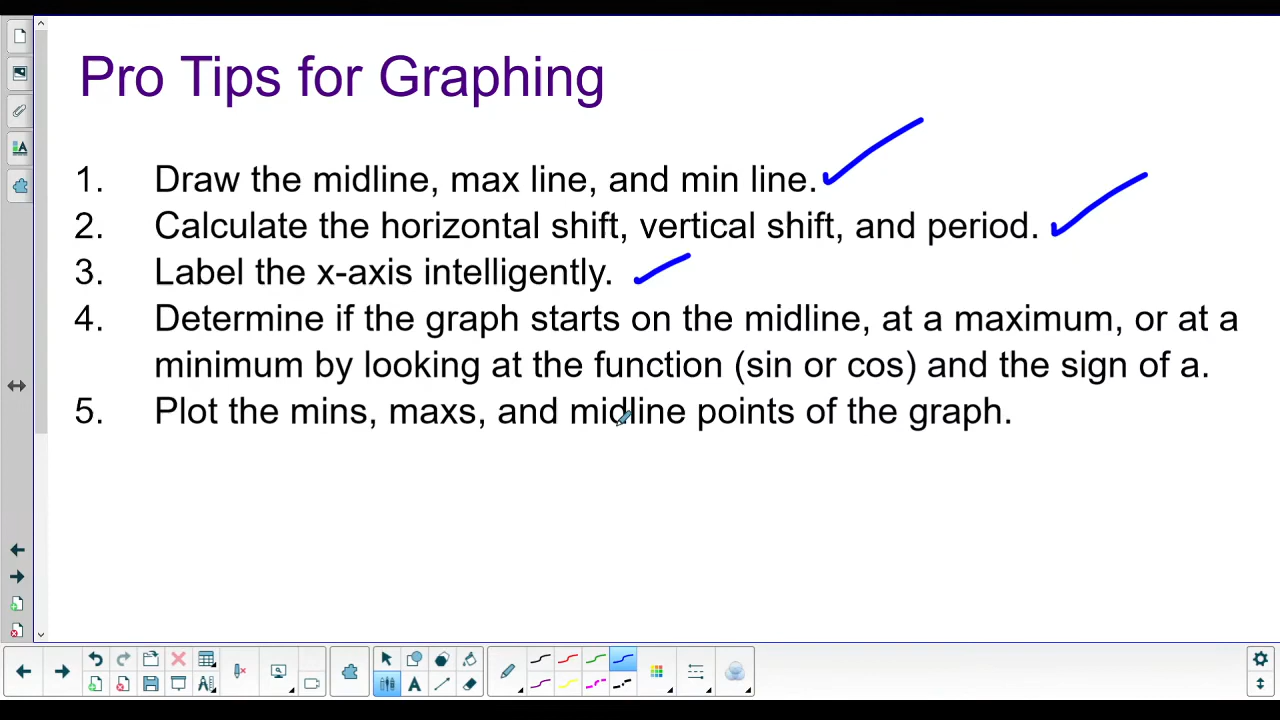 Pro Tips for Graphing
1. Draw the midline, max line, and min line.
2. Calculate the horizontal shift, vertical shift, and period.
3. Label the x-axis intelligently.
4. Determine if the graph starts on the midline, at a maximum, or at a
minimum by looking at the function (sin or cos) and the sign of a.
5. Plot the mins, maxs, and midline points of the graph.